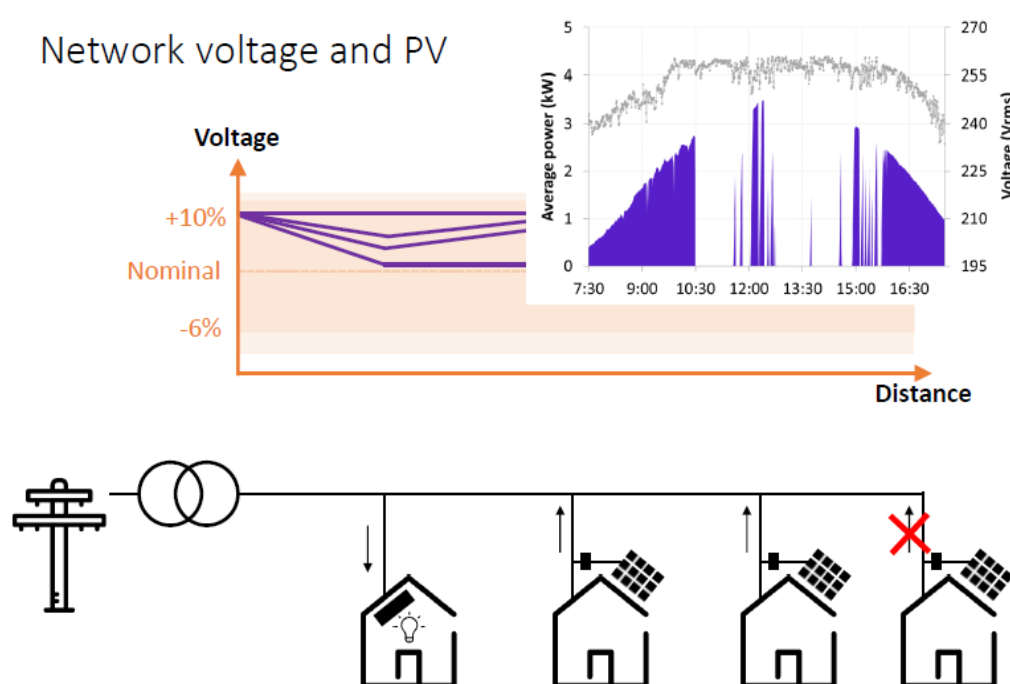 Network voltage and PV
Voltage
+10%
Nominal
-6%
Distance
Average power (kW)
5
4
3
2
1
0
270
255
240
225
210
195
Voltage (Vrms)
7:30 9:00 10:30 12:00 13:30 15:00 16:30